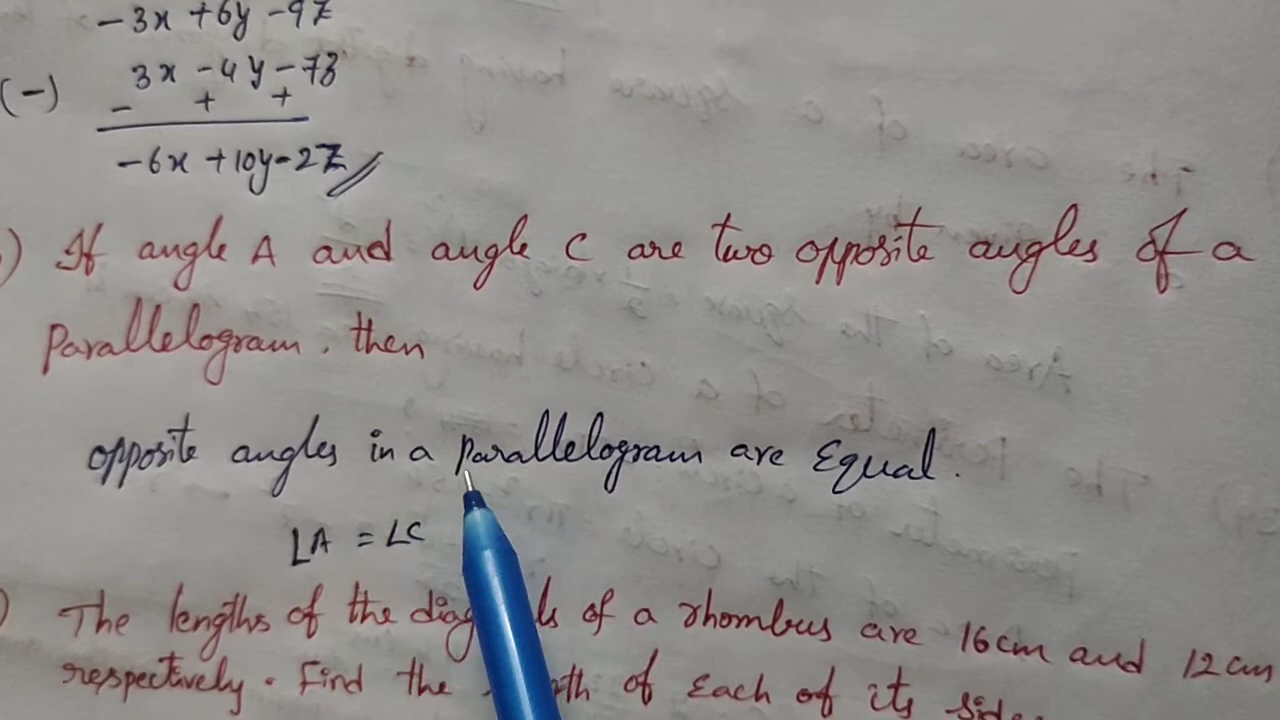 -3x +6y -9z
(-) 3x -4y -7z
- + +
-6x +10y -2z
) If angle A and angle C are two opposite angles of a
Parallelogram, then
opposite angles in a parallelogram are Equal.
∠A = ∠C
) The lengths of the of a rhombus are 16cm and 12cm
respectively. Find the of Each of its